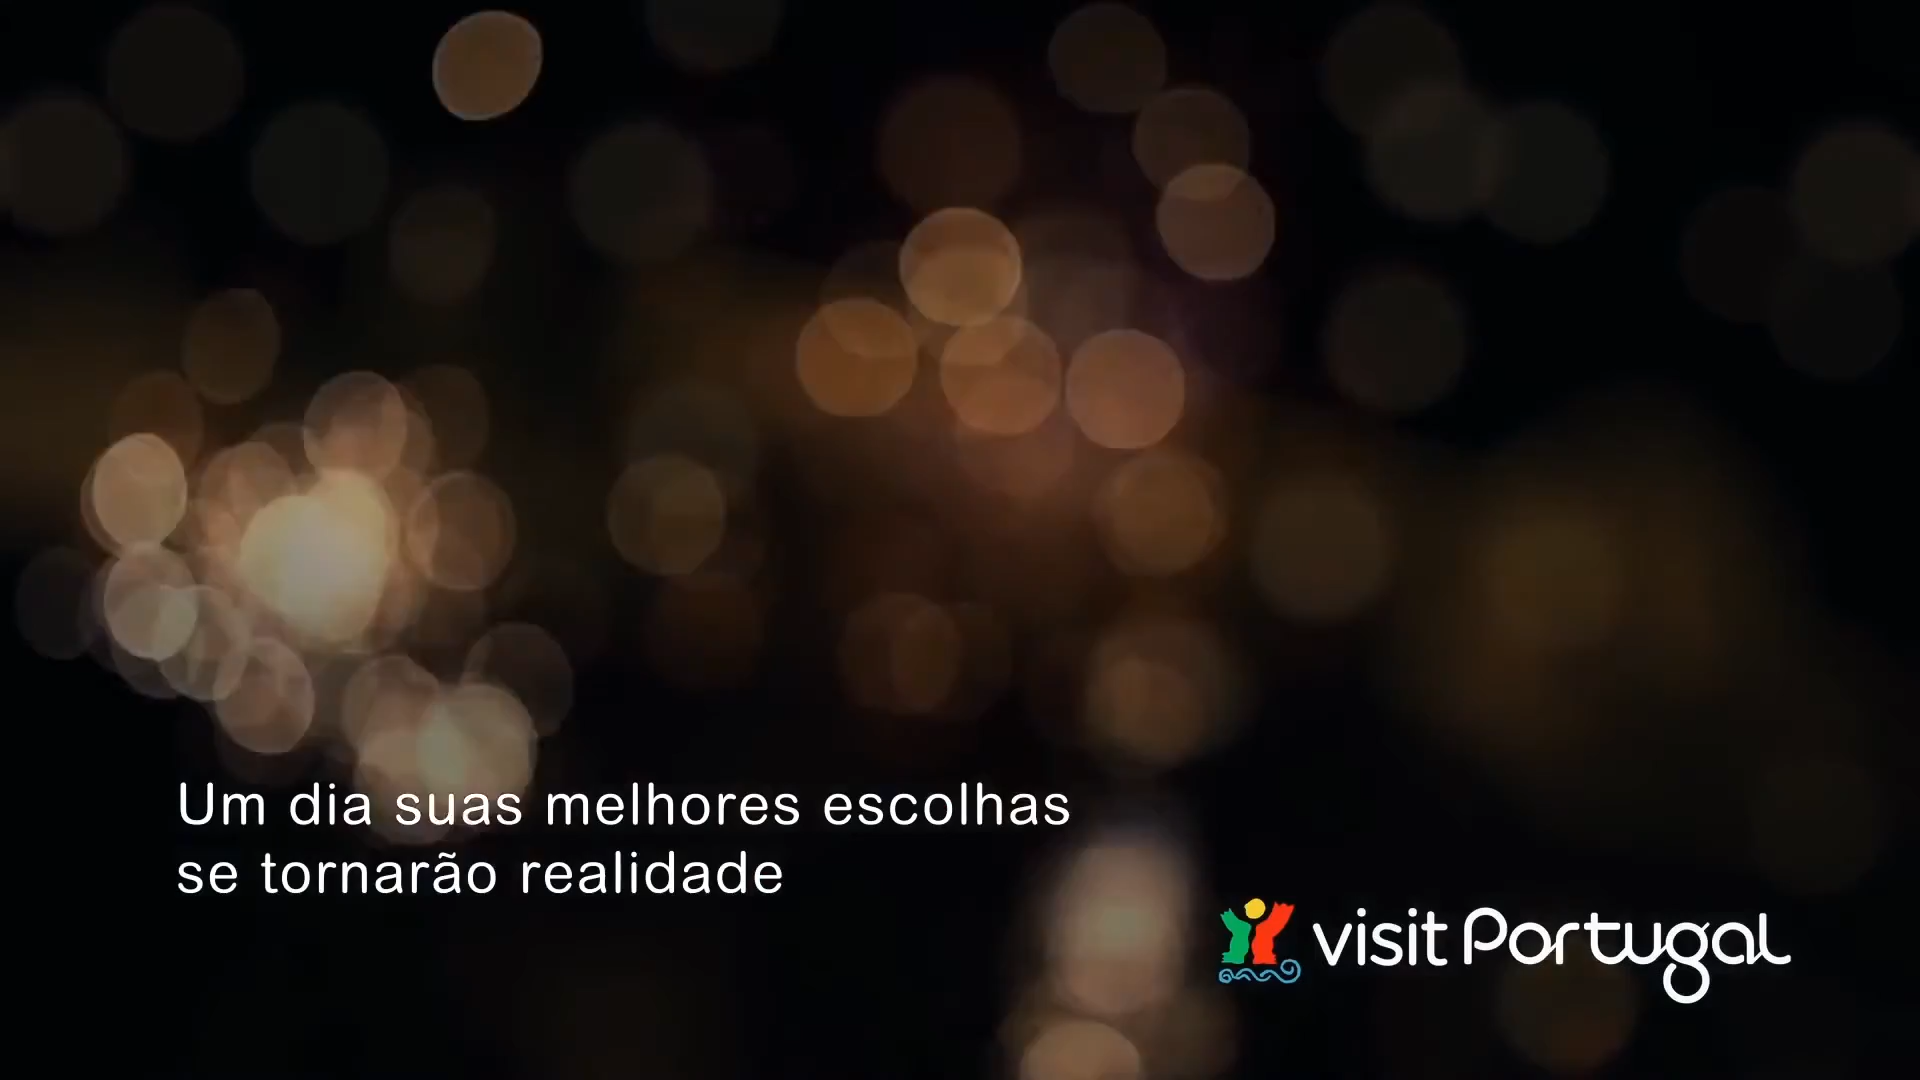 Um dia suas melhores escolhas
se tornarão realidade
visit Portugal